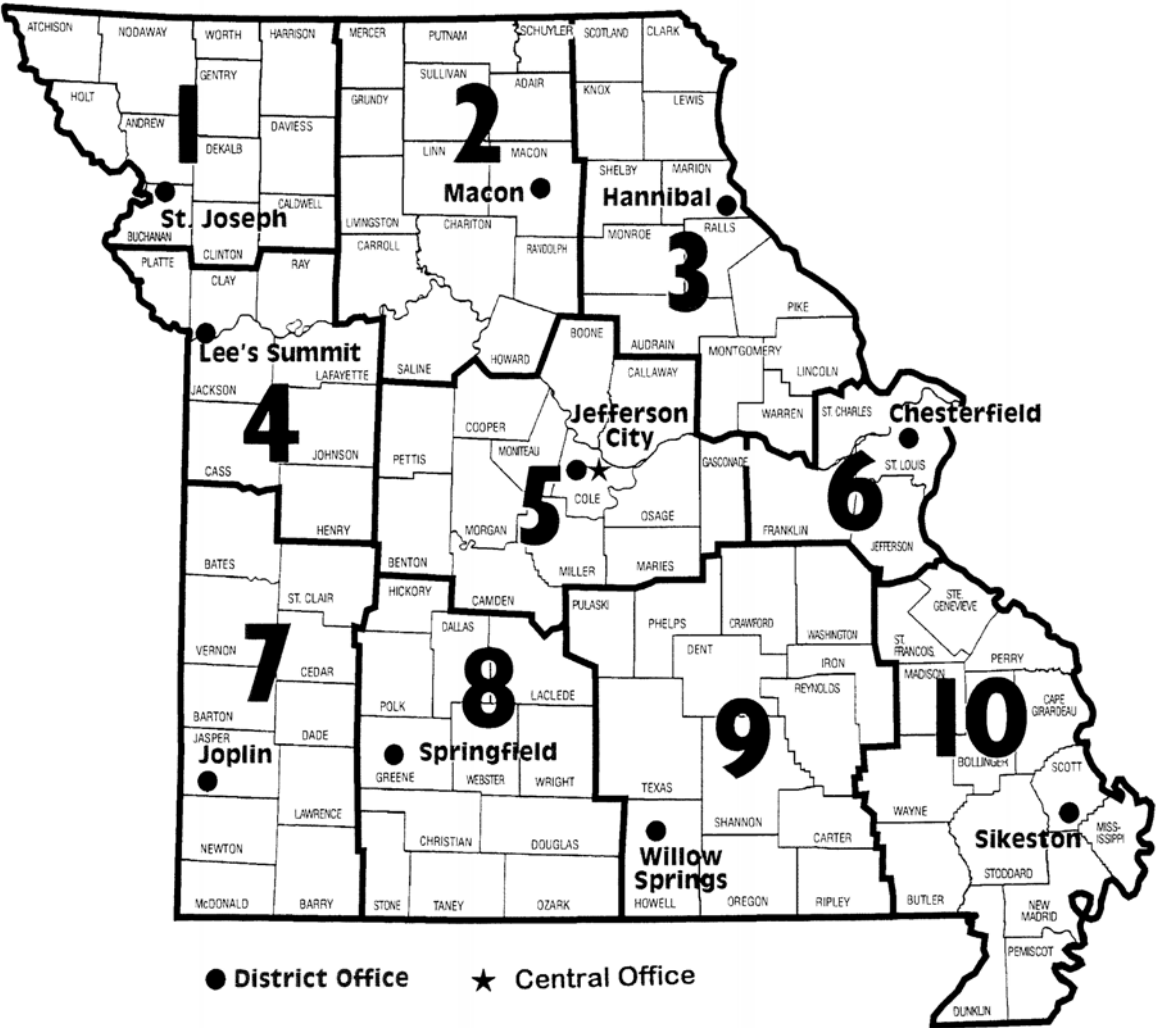 ATCHISON
NODAWAY
WORTH
HARRISON
MERCER
PUTNAM
SCHUYLER
SCOTLAND
CLARK
GENTRY
SULLIVAN
ADAIR
KNOX
HOLT
GRUNDY
LEWIS
ANDREW
1
DAVIESS
2
DEKALB
LINN
MACON
SHELBY
MARION
Macon
Hannibal
St. Joseph
CALDWELL
BUCHANAN
CLINTON
LIVINGSTON
CHARITON
CARROLL
RANDOLPH
MONROE
RALLS
3
PLATTE
CLAY
RAY
PIKE
Lee's Summit
SALINE
HOWARD
BOONE
AUDRAIN
MONTGOMERY
LINCOLN
JACKSON
LAFAYETTE
CALLAWAY
WARREN
ST. CHARLES
Chesterfield
4
Jefferson
City
COOPER
MONITEAU
CASS
JOHNSON
PETTIS
GASCONADE
ST. LOUIS
5
COLE
6
HENRY
MORGAN
OSAGE
FRANKLIN
JEFFERSON
BATES
BENTON
MILLER
MARIES
ST. CLAIR
HICKORY
CAMDEN
PULASKI
PHELPS
CRAWFORD
WASHINGTON
STE.
GENEVIEVE
DALLAS
VERNON
7
CEDAR
8
DENT
IRON
ST.
FRANCOIS
PERRY
MADISON
POLK
LACLEDE
REYNOLDS
CAPE
GIRARDEAU
BARTON
DADE
9
10
JASPER
Joplin
Springfield
GREENE
WEBSTER
WRIGHT
TEXAS
BOLLINGER
SCOTT
LAWRENCE
SHANNON
WAYNE
MISS-
ISSIPPI
NEWTON
CHRISTIAN
DOUGLAS
CARTER
Sikeston
Willow
Springs
STODDARD
McDONALD
BARRY
STONE
TANEY
OZARK
HOWELL
OREGON
RIPLEY
BUTLER
NEW
MADRID
PEMISCOT
DUNKLIN
District Office
Central Office